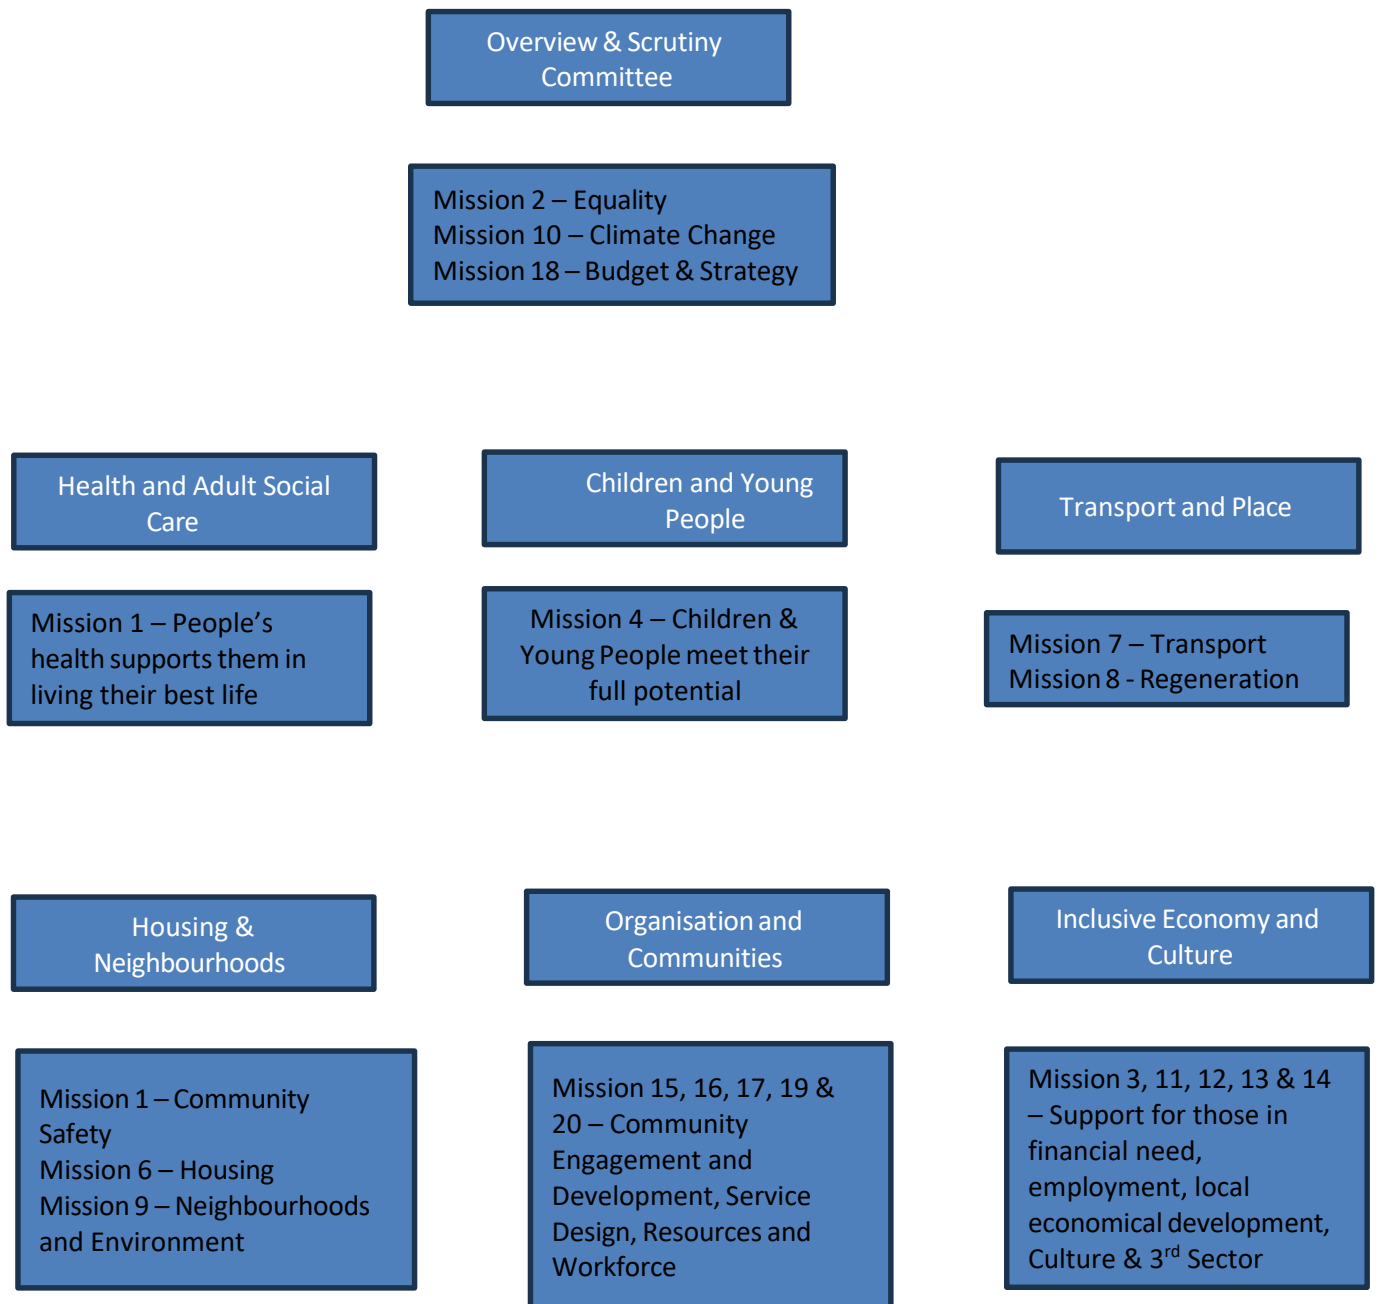 Overview & Scrutiny
Committee
Mission 2 – Equality
Mission 10 – Climate Change
Mission 18 – Budget & Strategy
Health and Adult Social
Care
Children and Young
People
Transport and Place
Mission 1 – People’s
health supports them in
living their best life
Mission 4 – Children &
Young People meet their
full potential
Mission 7 – Transport
Mission 8 - Regeneration
Housing &
Neighbourhoods
Organisation and
Communities
Inclusive Economy and
Culture
Mission 1 – Community
Safety
Mission 6 – Housing
Mission 9 – Neighbourhoods
and Environment
Mission 15, 16, 17, 19 &
20 – Community
Engagement and
Development, Service
Design, Resources and
Workforce
Mission 3, 11, 12, 13 & 14
– Support for those in
financial need,
employment, local
economical development,
Culture & 3rd Sector